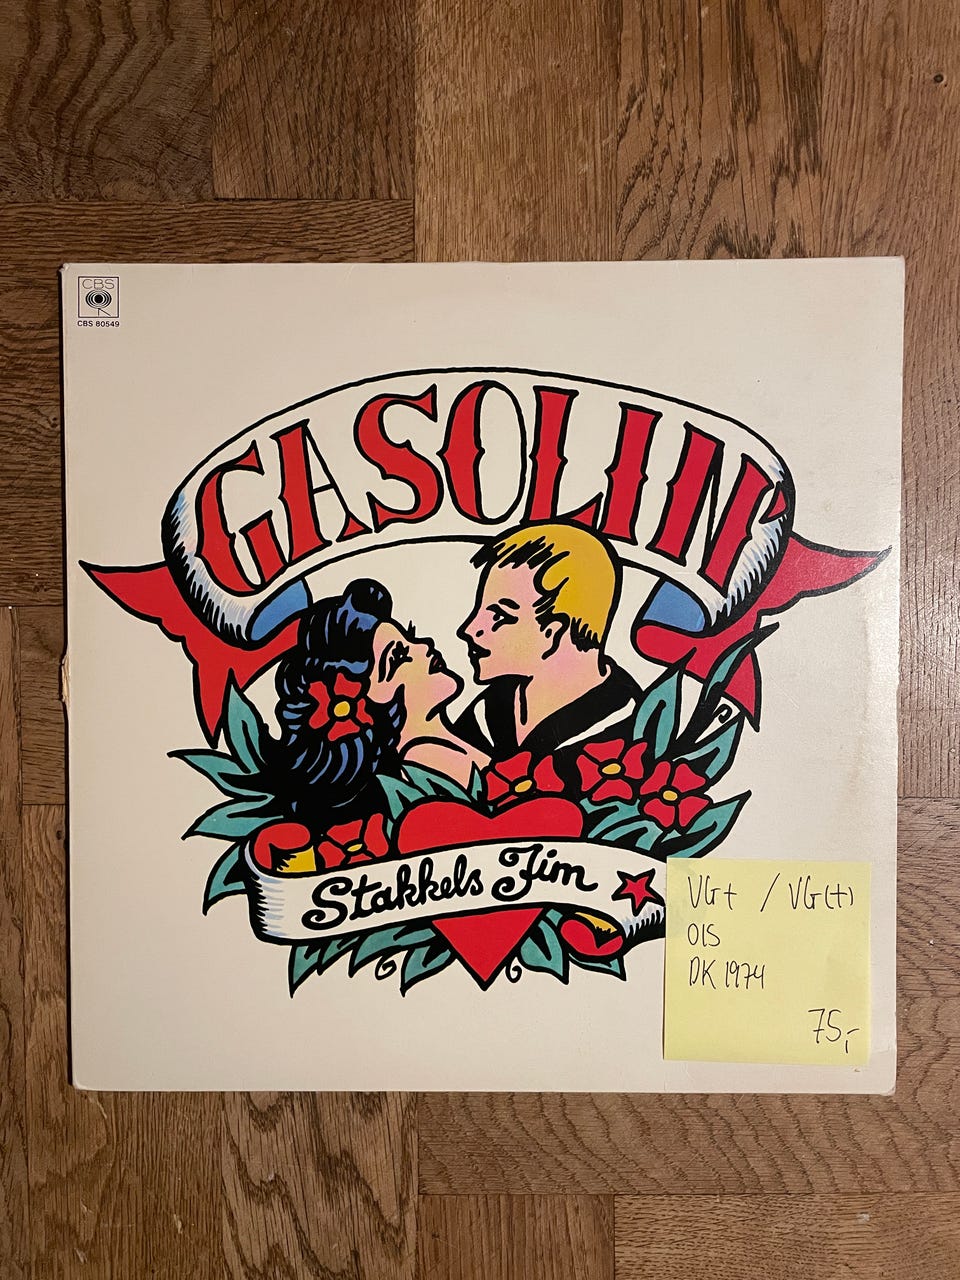 CBS
CBS 80549
GASOLIN'
Stakkels Jim
VG+ / VG(+)
OIS
DK 1974
75,-